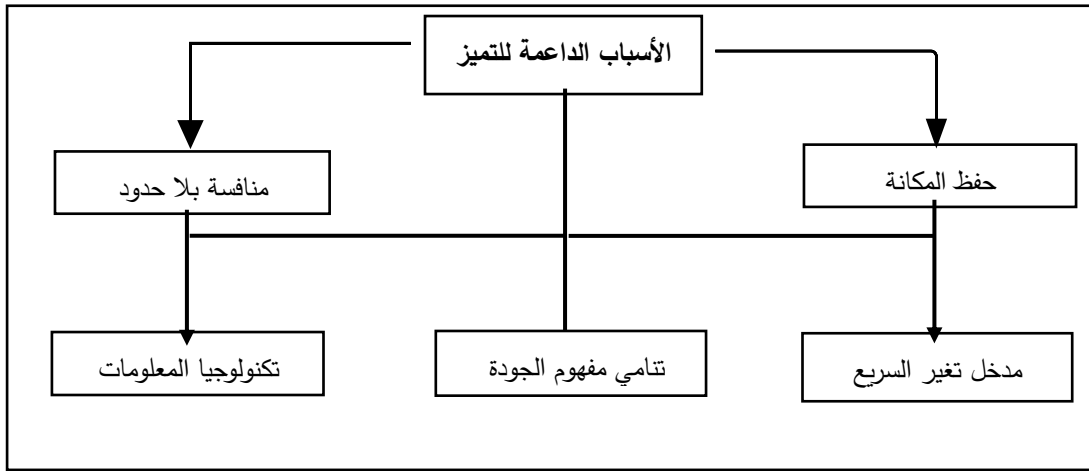 الأسباب الداعمة للتميز
حفظ المكانة
منافسة بلا حدود
مدخل تغير السريع
تنامي مفهوم الجودة
تكنولوجيا المعلومات